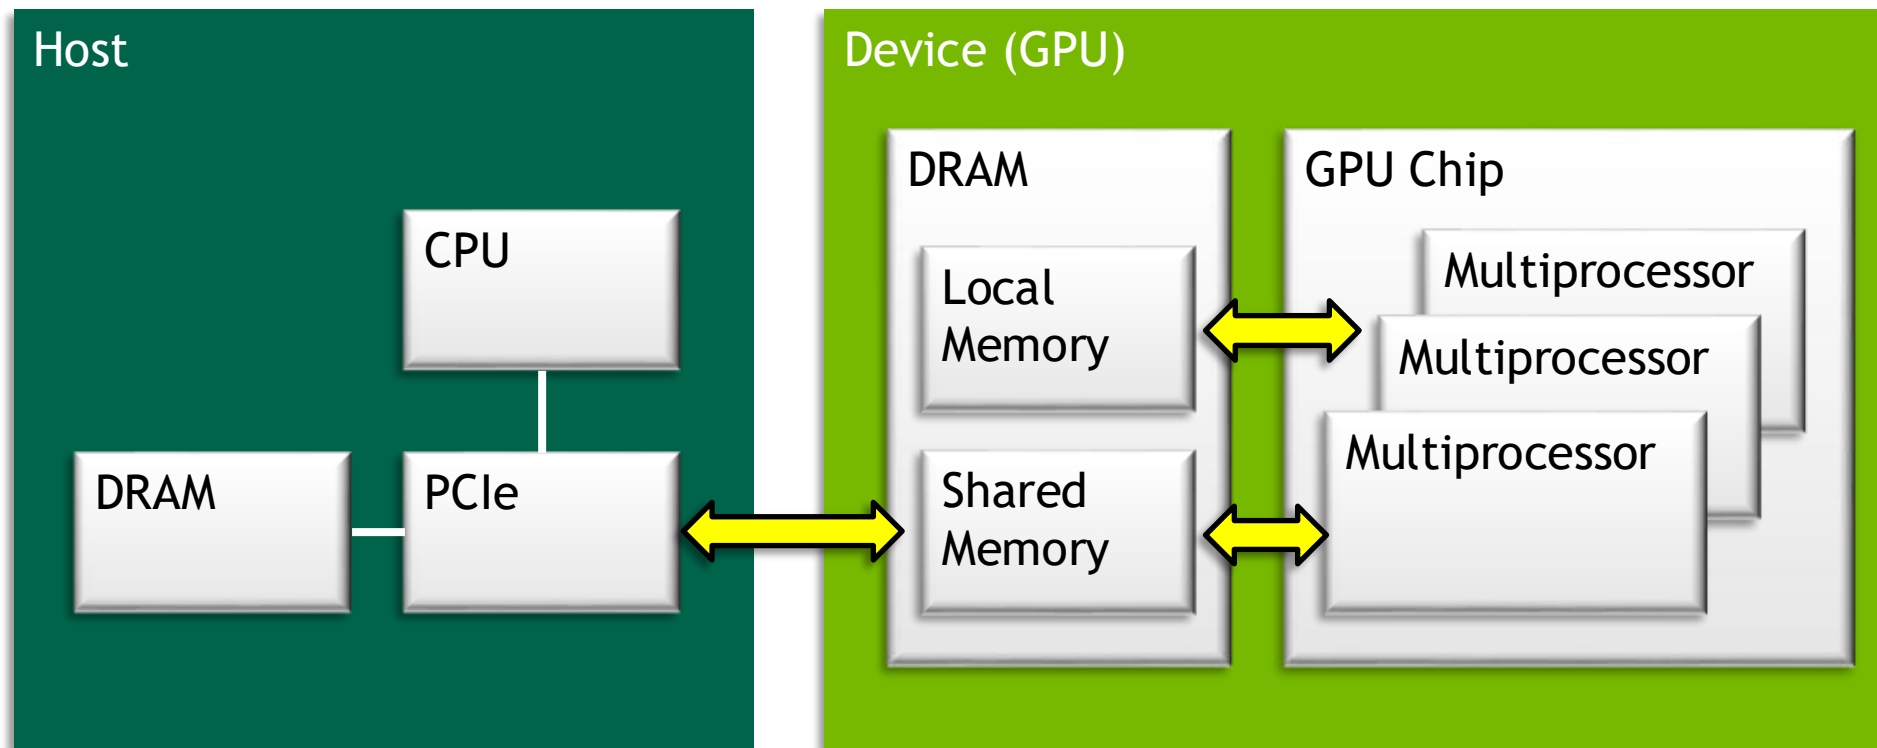 Host
CPU
DRAM
PCIe
Device (GPU)
DRAM
Local
Memory
Shared
Memory
GPU Chip
Multiprocessor
Multiprocessor
Multiprocessor